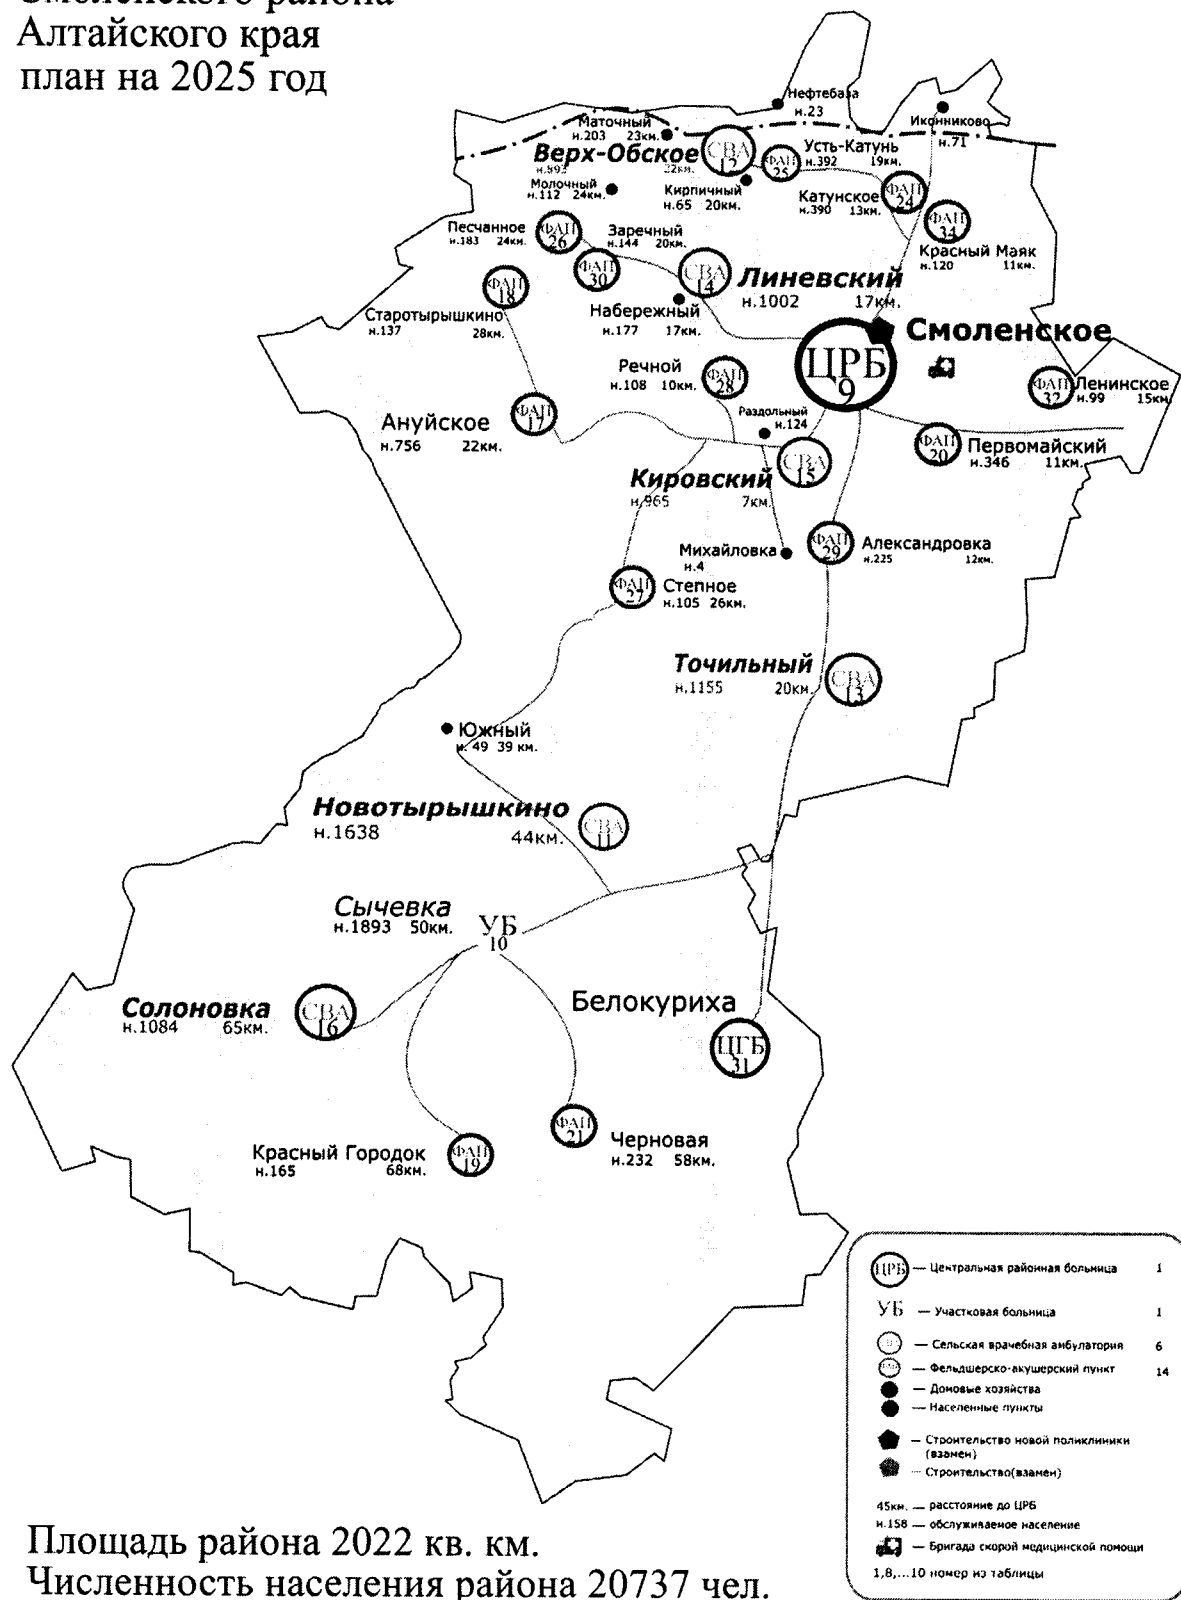 Смоленского района
Алтайского края
план на 2025 год
Нефтебаза
н.23
Иконниково
н.71
Маточный
н.203 23км.
Верх-Обское
н.893 22км.
СВА
12
ФАП
25
Усть-Катунь
н.392 19км.
Молочный
н.112 24км.
Кирпичный
н.65 20км.
Катунское
н.390 13км.
ФАП
24
ФАП
34
Красный Маяк
н.120 11км.
Песчанное
н.183 24км.
ФАП
26
Заречный
н.144 20км.
ФАП
30
СВА
14
Линевский
н.1002 17км.
ФАП
18
Старотырышкино
н.137 28км.
Набережный
н.177 17км.
Смоленское
ЦРБ
9
Речной
н.108 10км.
ФАП
28
ФАП
32
Ленинское
н.99 15км.
Ануйское
н.756 22км.
ФАП
17
Раздольный
н.124
ФАП
20
Первомайский
н.346 11км.
Кировский
н.965 7км.
СВА
15
Михайловка
н.4
ФАП
29
Александровка
н.225 12км.
ФАП
27
Степное
н.105 26км.
Точильный
н.1155 20км.
СВА
13
Южный
н. 49 39 км.
Новотырышкино
н.1638 44км.
СВА
11
Сычевка
н.1893 50км.
УБ
10
Солоновка
н.1084 65км.
СВА
16
Белокуриха
ЦГБ
31
Красный Городок
н.165 68км.
ФАП
19
ФАП
21
Черновая
н.232 58км.
ЦРБ — Центральная районная больница 1
УБ — Участковая больница 1
— Сельская врачебная амбулатория 6
— Фельдшерско-акушерский пункт 14
— Домовые хозяйства
— Населенные пункты
— Строительство новой поликлиники
(взамен)
— Строительство(взамен)
45км. — расстояние до ЦРБ
н.158 — обслуживаемое население
— Бригада скорой медицинской помощи
1,8,...10 номер из таблицы
Площадь района 2022 кв. км.
Численность населения района 20737 чел.